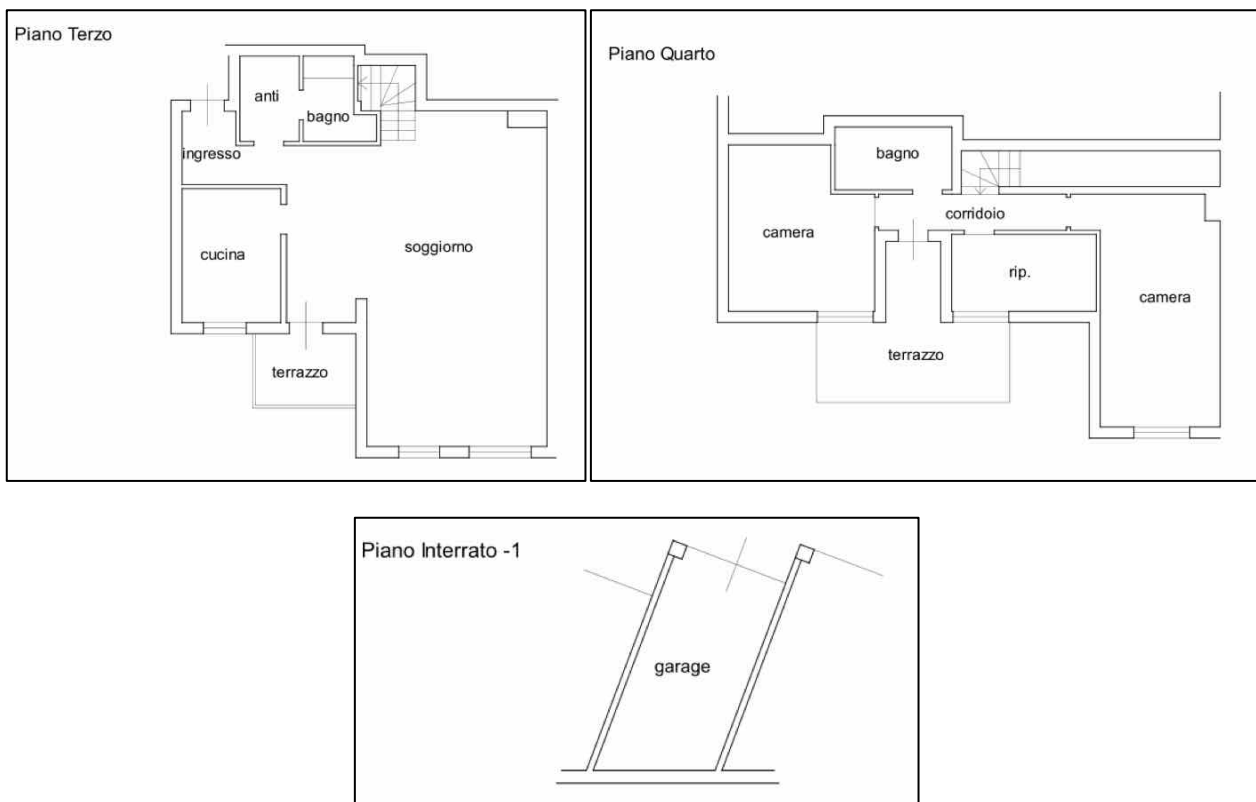 Piano Terzo
anti
bagno
ingresso
cucina
soggiorno
terrazzo
Piano Quarto
bagno
corridoio
camera
rip.
camera
terrazzo
Piano Interrato -1
garage